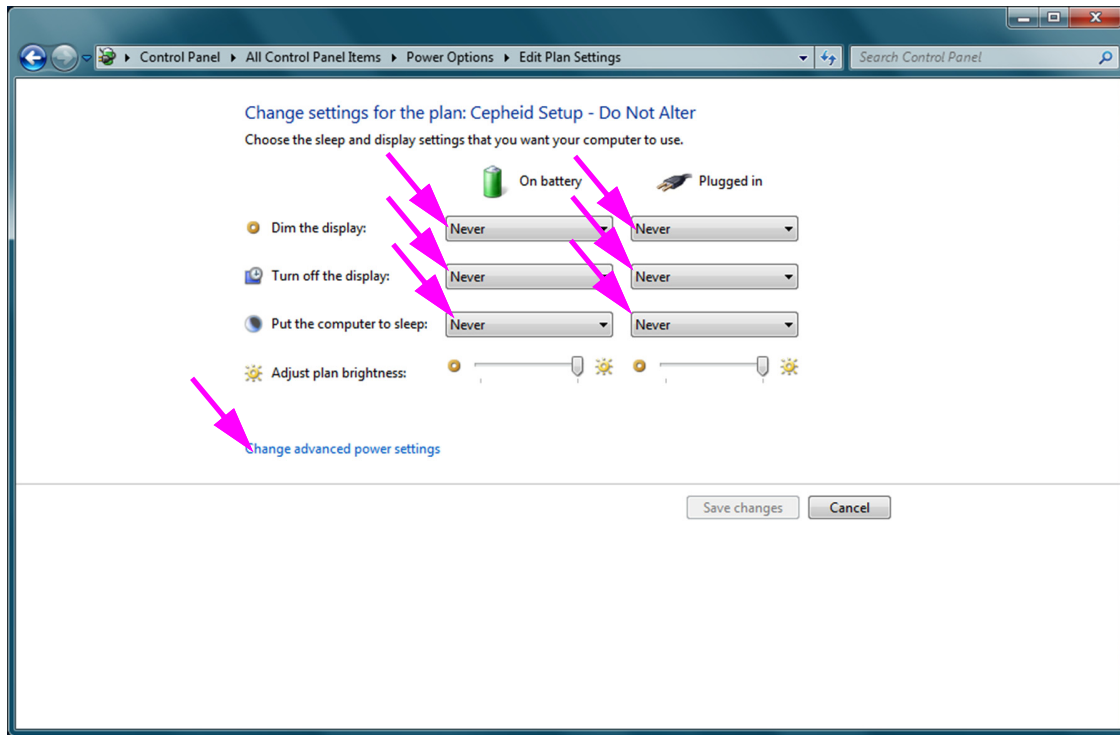 Control Panel All Control Panel Items Power Options Edit Plan Settings Search Control Panel
Change settings for the plan: Cepheid Setup - Do Not Alter
Choose the sleep and display settings that you want your computer to use.
On battery Plugged in
Dim the display: Never Never
Turn off the display: Never Never
Put the computer to sleep: Never Never
Adjust plan brightness:
Change advanced power settings
Save changes Cancel